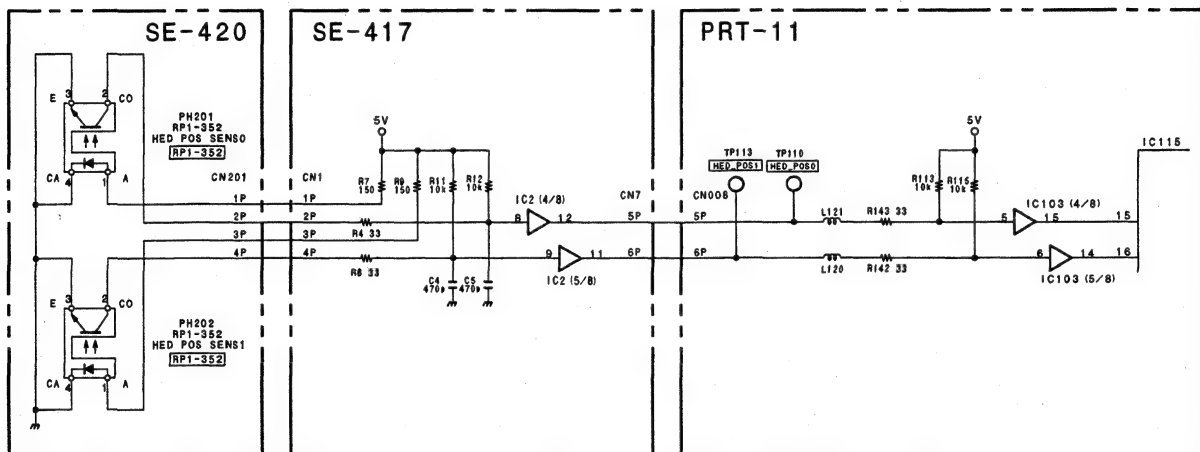 SE-420
SE-417
PRT-11
E 3 2 CO
PH201
RP1-352
HED POS SENS0
RP1-352
CA 4 1 A
CN201
CN1
1P
1P
2P
2P
3P
3P
4P
4P
5V
R7
150
R9
150
R11
10k
R12
10k
R4 33
R8 33
8
IC2 (4/8)
12
9
11
IC2 (5/8)
C4
470p
C5
470p
CN7
5P
6P
CN006
5P
6P
TP113
HED_POS1
TP110
HED_POS0
5V
R113
10k
R115
10k
L121
R143 33
L120
R142 33
5
IC103 (4/8)
15
15
6
14
16
IC103 (5/8)
IC115
E 3 2 CO
PH202
RP1-352
HED POS SENS1
RP1-352
CA 4 1 A